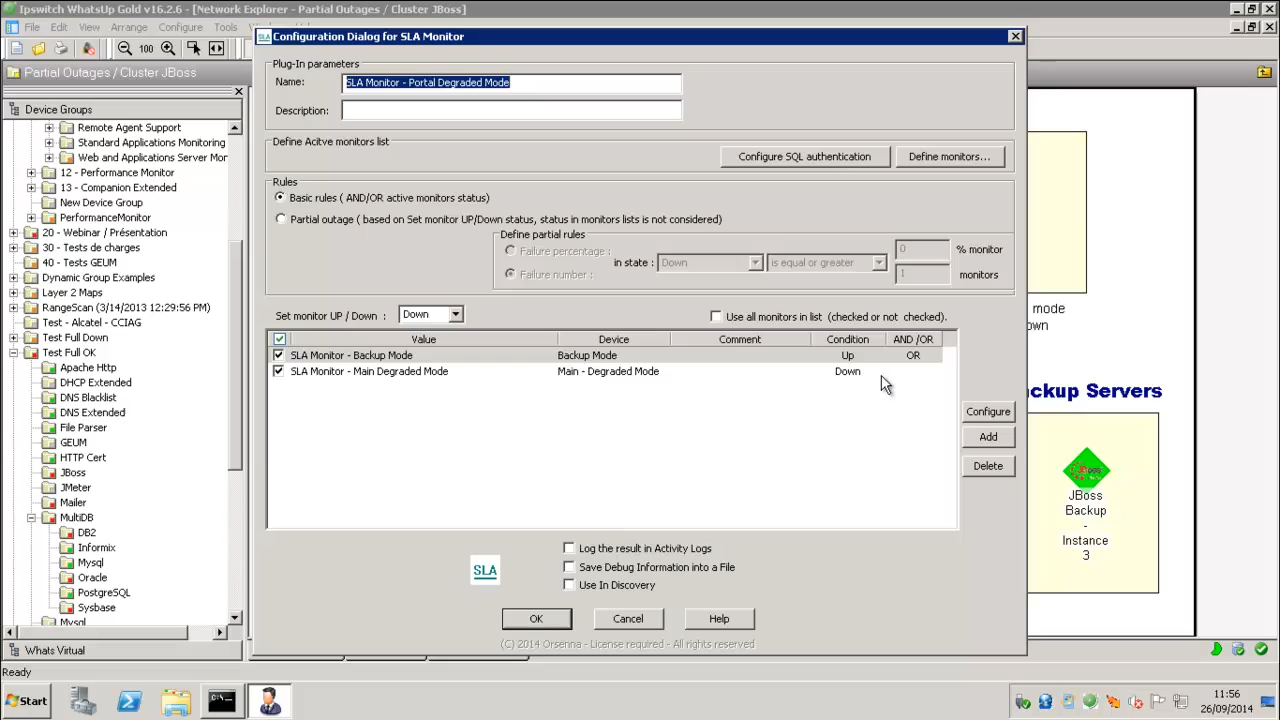 Ipswitch WhatsUp Gold v16.2.6 - [Network Explorer - Partial Outages / Cluster JBoss]
File Edit View Arrange Configure Tools
Configuration Dialog for SLA Monitor
100
Partial Outages / Cluster JBoss
Device Groups
Remote Agent Support
Standard Applications Monitoring
Web and Applications Server Mor
12 - Performance Monitor
13 - Companion Extended
New Device Group
PerformanceMonitor
20 - Webinar / Présentation
30 - Tests de charges
40 - Tests GEUM
Dynamic Group Examples
Layer 2 Maps
RangeScan (3/14/2013 12:29:56 PM)
Test - Alcatel - CCIAG
Test Full Down
Test Full OK
Apache Http
DHCP Extended
DNS Blacklist
DNS Extended
File Parser
GEUM
HTTP Cert
JBoss
JMeter
Mailer
MultiDB
DB2
Informix
Mysql
Oracle
PostgreSQL
Sysbase
Mysql
Whats Virtual
Ready
Plug-In parameters
Name: SLA Monitor - Portal Degraded Mode
Description:
Define Acitve monitors list
Configure SQL authentication Define monitors...
Rules
Basic rules ( AND/OR active monitors status)
Partial outage ( based on Set monitor UP/Down status, status in monitors lists is not considered)
Define partial rules
Failure percentage : in state : Down is equal or greater 0 % monitor
Failure number : 1 monitors
Set monitor UP / Down : Down Use all monitors in list (checked or not checked).
Value Device Comment Condition AND /OR
SLA Monitor - Backup Mode Backup Mode Up OR
SLA Monitor - Main Degraded Mode Main - Degraded Mode Down
Configure
Add
Delete
SLA
Log the result in Activity Logs
Save Debug Information into a File
Use In Discovery
OK Cancel Help
(C) 2014 Orsenna - License required - All rights reserved
mode
own
ckup Servers
JBoss
Backup
-
Instance
3
Start
11:56
26/09/2014